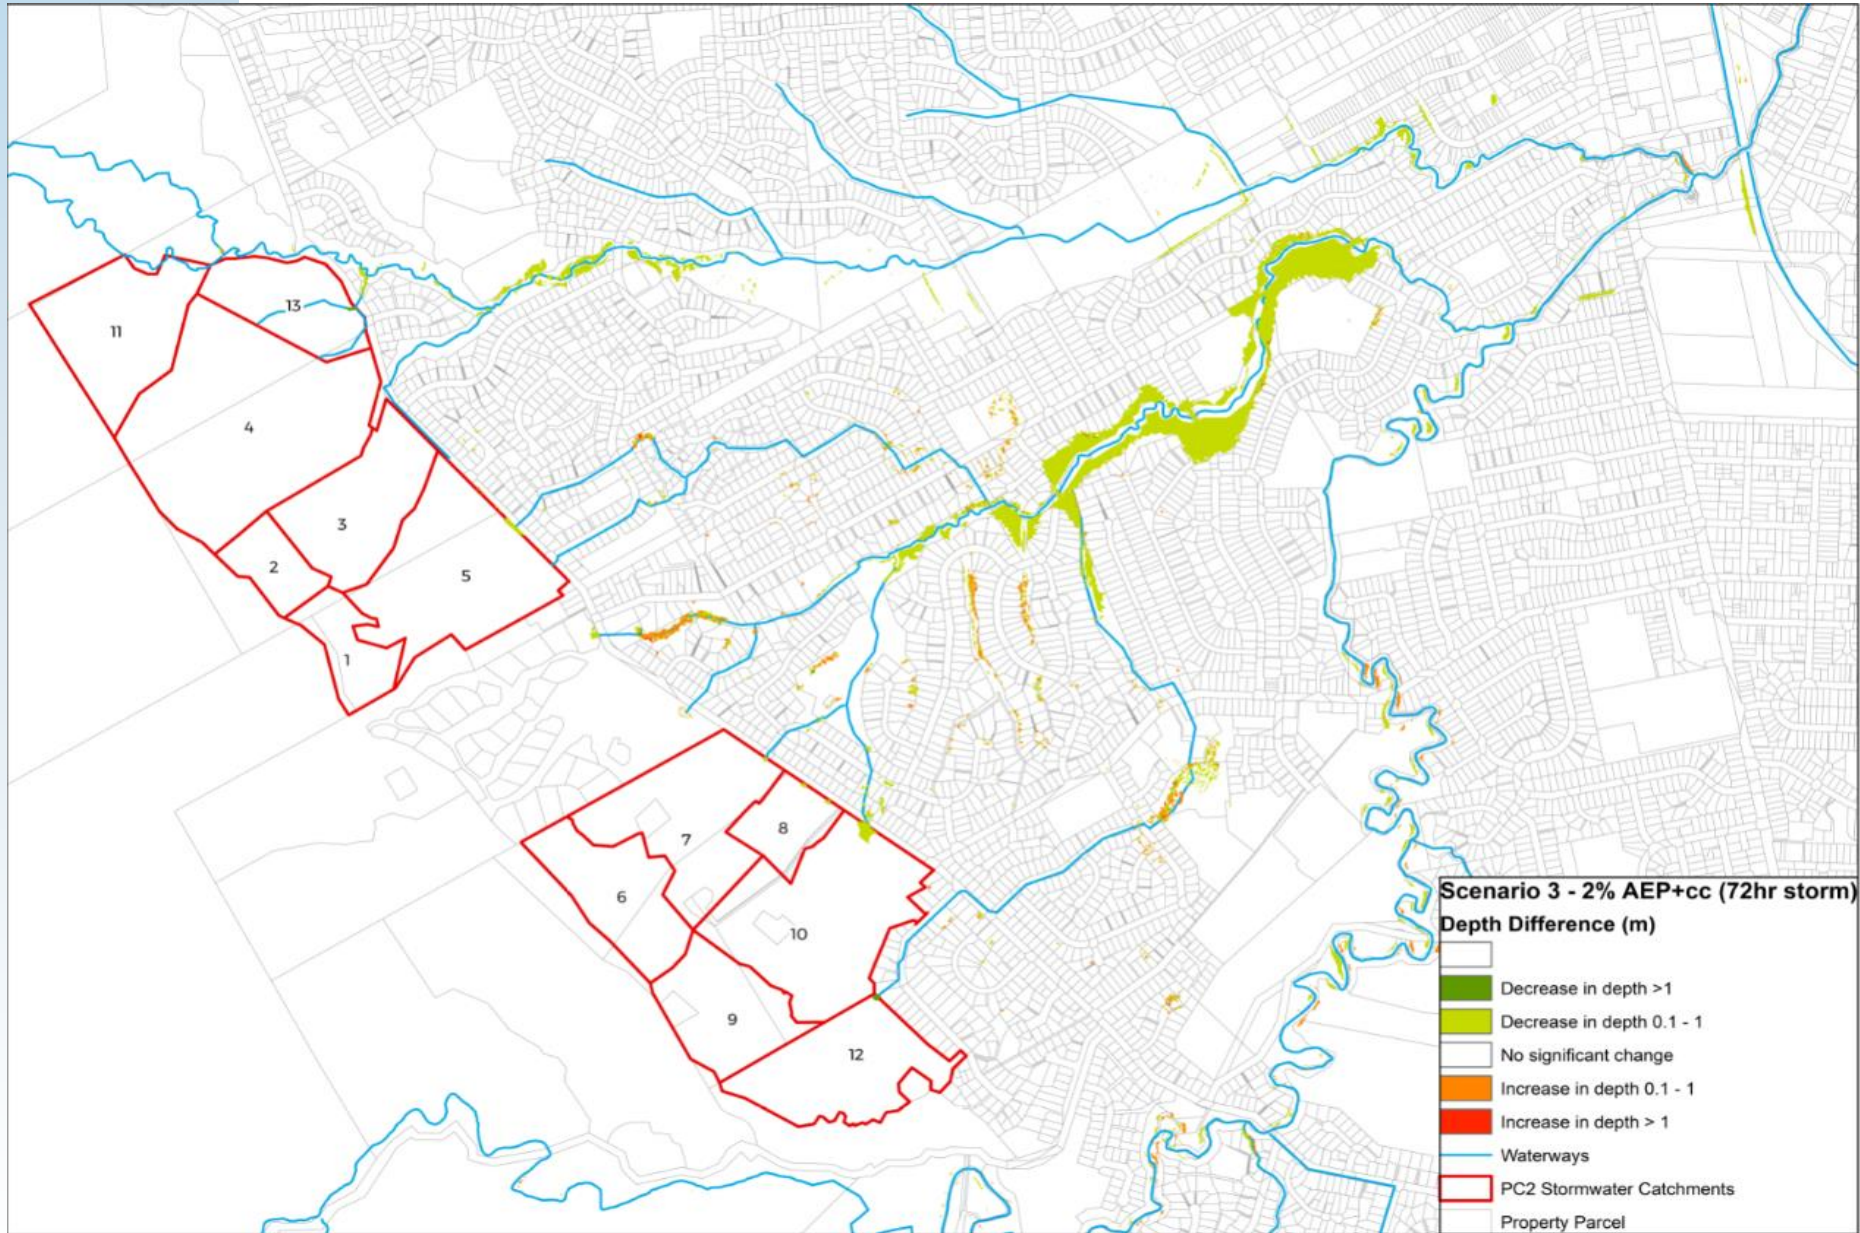 13
11
4
3
2
5
1
8
7
6
10
9
12
Scenario 3 - 2% AEP+cc (72hr storm)
Depth Difference (m)
Decrease in depth >1
Decrease in depth 0.1 - 1
No significant change
Increase in depth 0.1 - 1
Increase in depth > 1
Waterways
PC2 Stormwater Catchments
Property Parcel